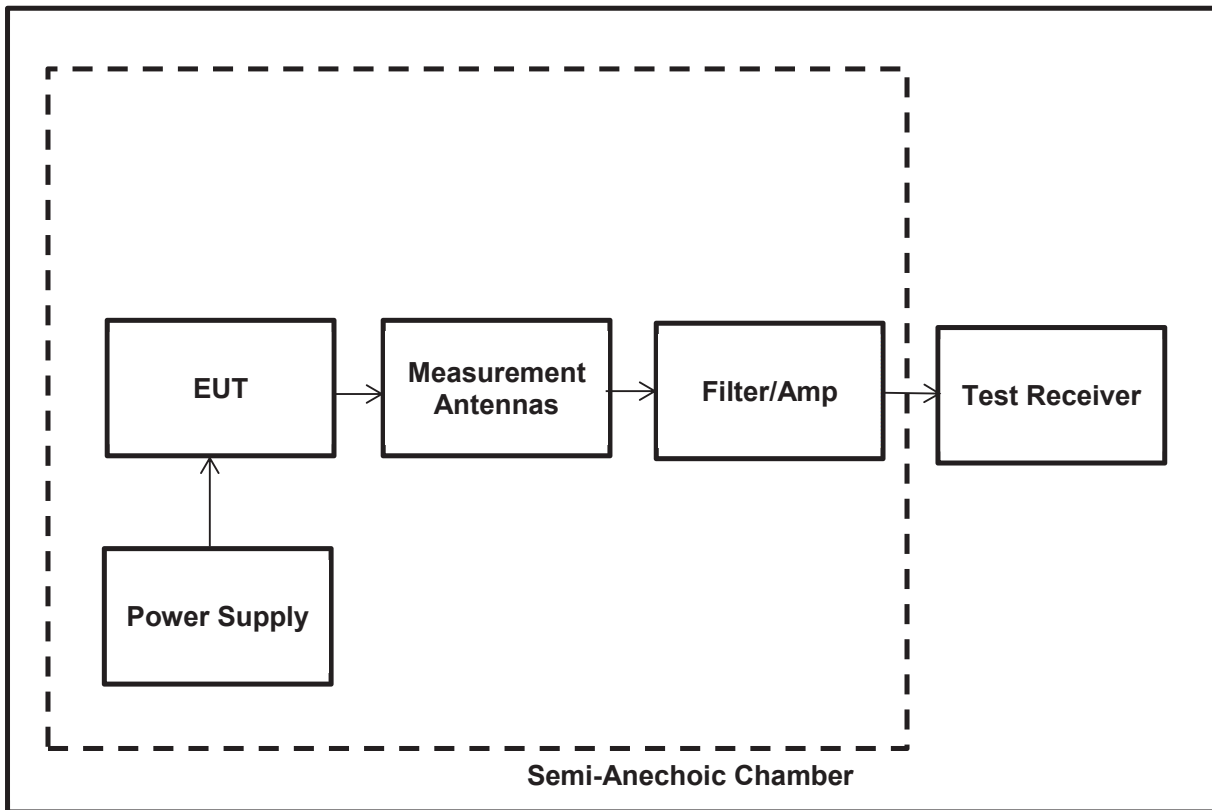 EUT
Measurement
Antennas
Filter/Amp
Test Receiver
Power Supply
Semi-Anechoic Chamber